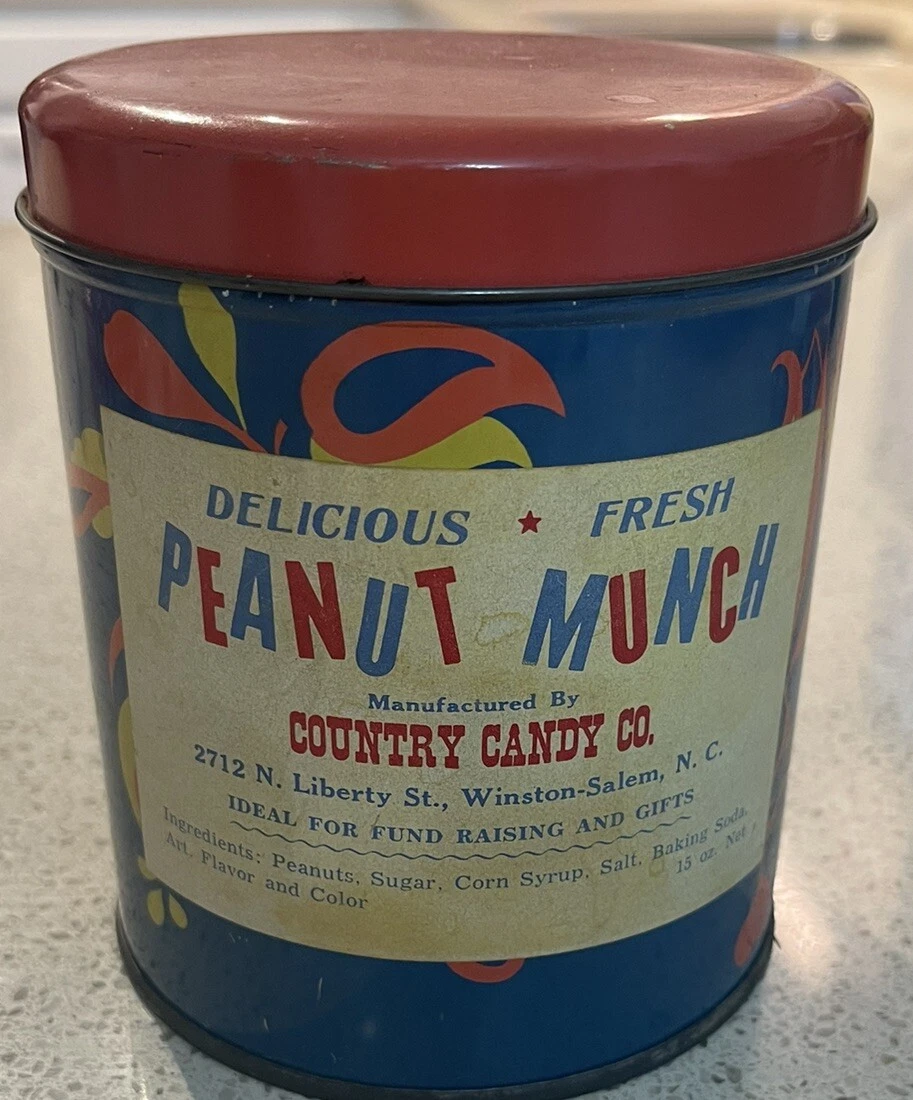 DELICIOUS ★ FRESH
PEANUT MUNCH
Manufactured By
COUNTRY CANDY CO.
2712 N. Liberty St., Winston-Salem, N. C.
IDEAL FOR FUND RAISING AND GIFTS
Ingredients: Peanuts, Sugar, Corn Syrup, Salt, Baking Soda,
Art. Flavor and Color
15 oz. Net